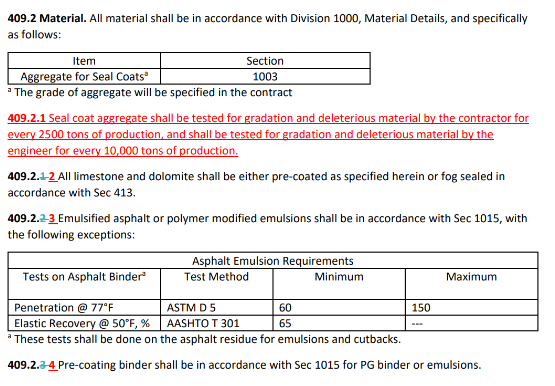 409.2 Material. All material shall be in accordance with Division 1000, Material Details, and specifically
as follows:
Item Section
Aggregate for Seal Coatsª 1003
ª The grade of aggregate will be specified in the contract
409.2.1 Seal coat aggregate shall be tested for gradation and deleterious material by the contractor for
every 2500 tons of production, and shall be tested for gradation and deleterious material by the
engineer for every 10,000 tons of production.
409.2.1 2 All limestone and dolomite shall be either pre-coated as specified herein or fog sealed in
accordance with Sec 413.
409.2.2 3 Emulsified asphalt or polymer modified emulsions shall be in accordance with Sec 1015, with
the following exceptions:
Asphalt Emulsion Requirements
Tests on Asphalt Binderª Test Method Minimum Maximum
Penetration @ 77°F ASTM D 5 60 150
Elastic Recovery @ 50°F, % AASHTO T 301 65 ---
ª These tests shall be done on the asphalt residue for emulsions and cutbacks.
409.2.3 4 Pre-coating binder shall be in accordance with Sec 1015 for PG binder or emulsions.